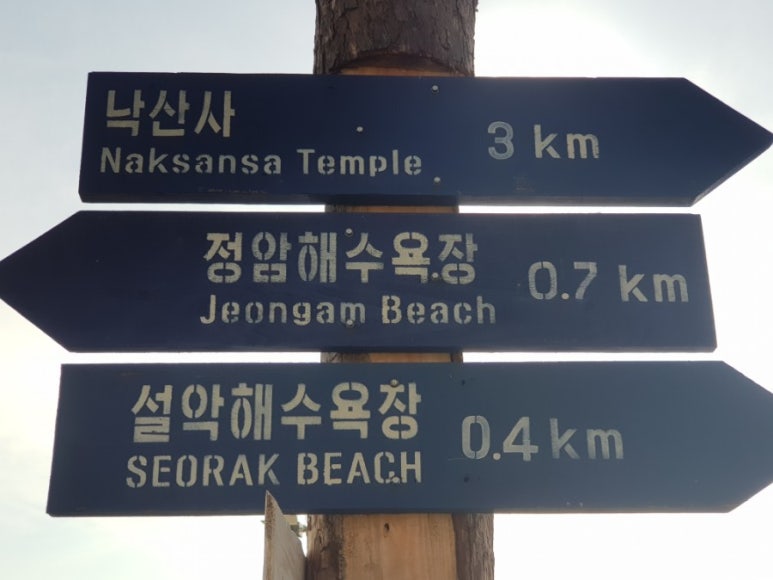 낙산사
Naksansa Temple 3 km
정암해수욕장
Jeongam Beach 0.7 km
설악해수욕장
SEORAK BEACH 0.4 km